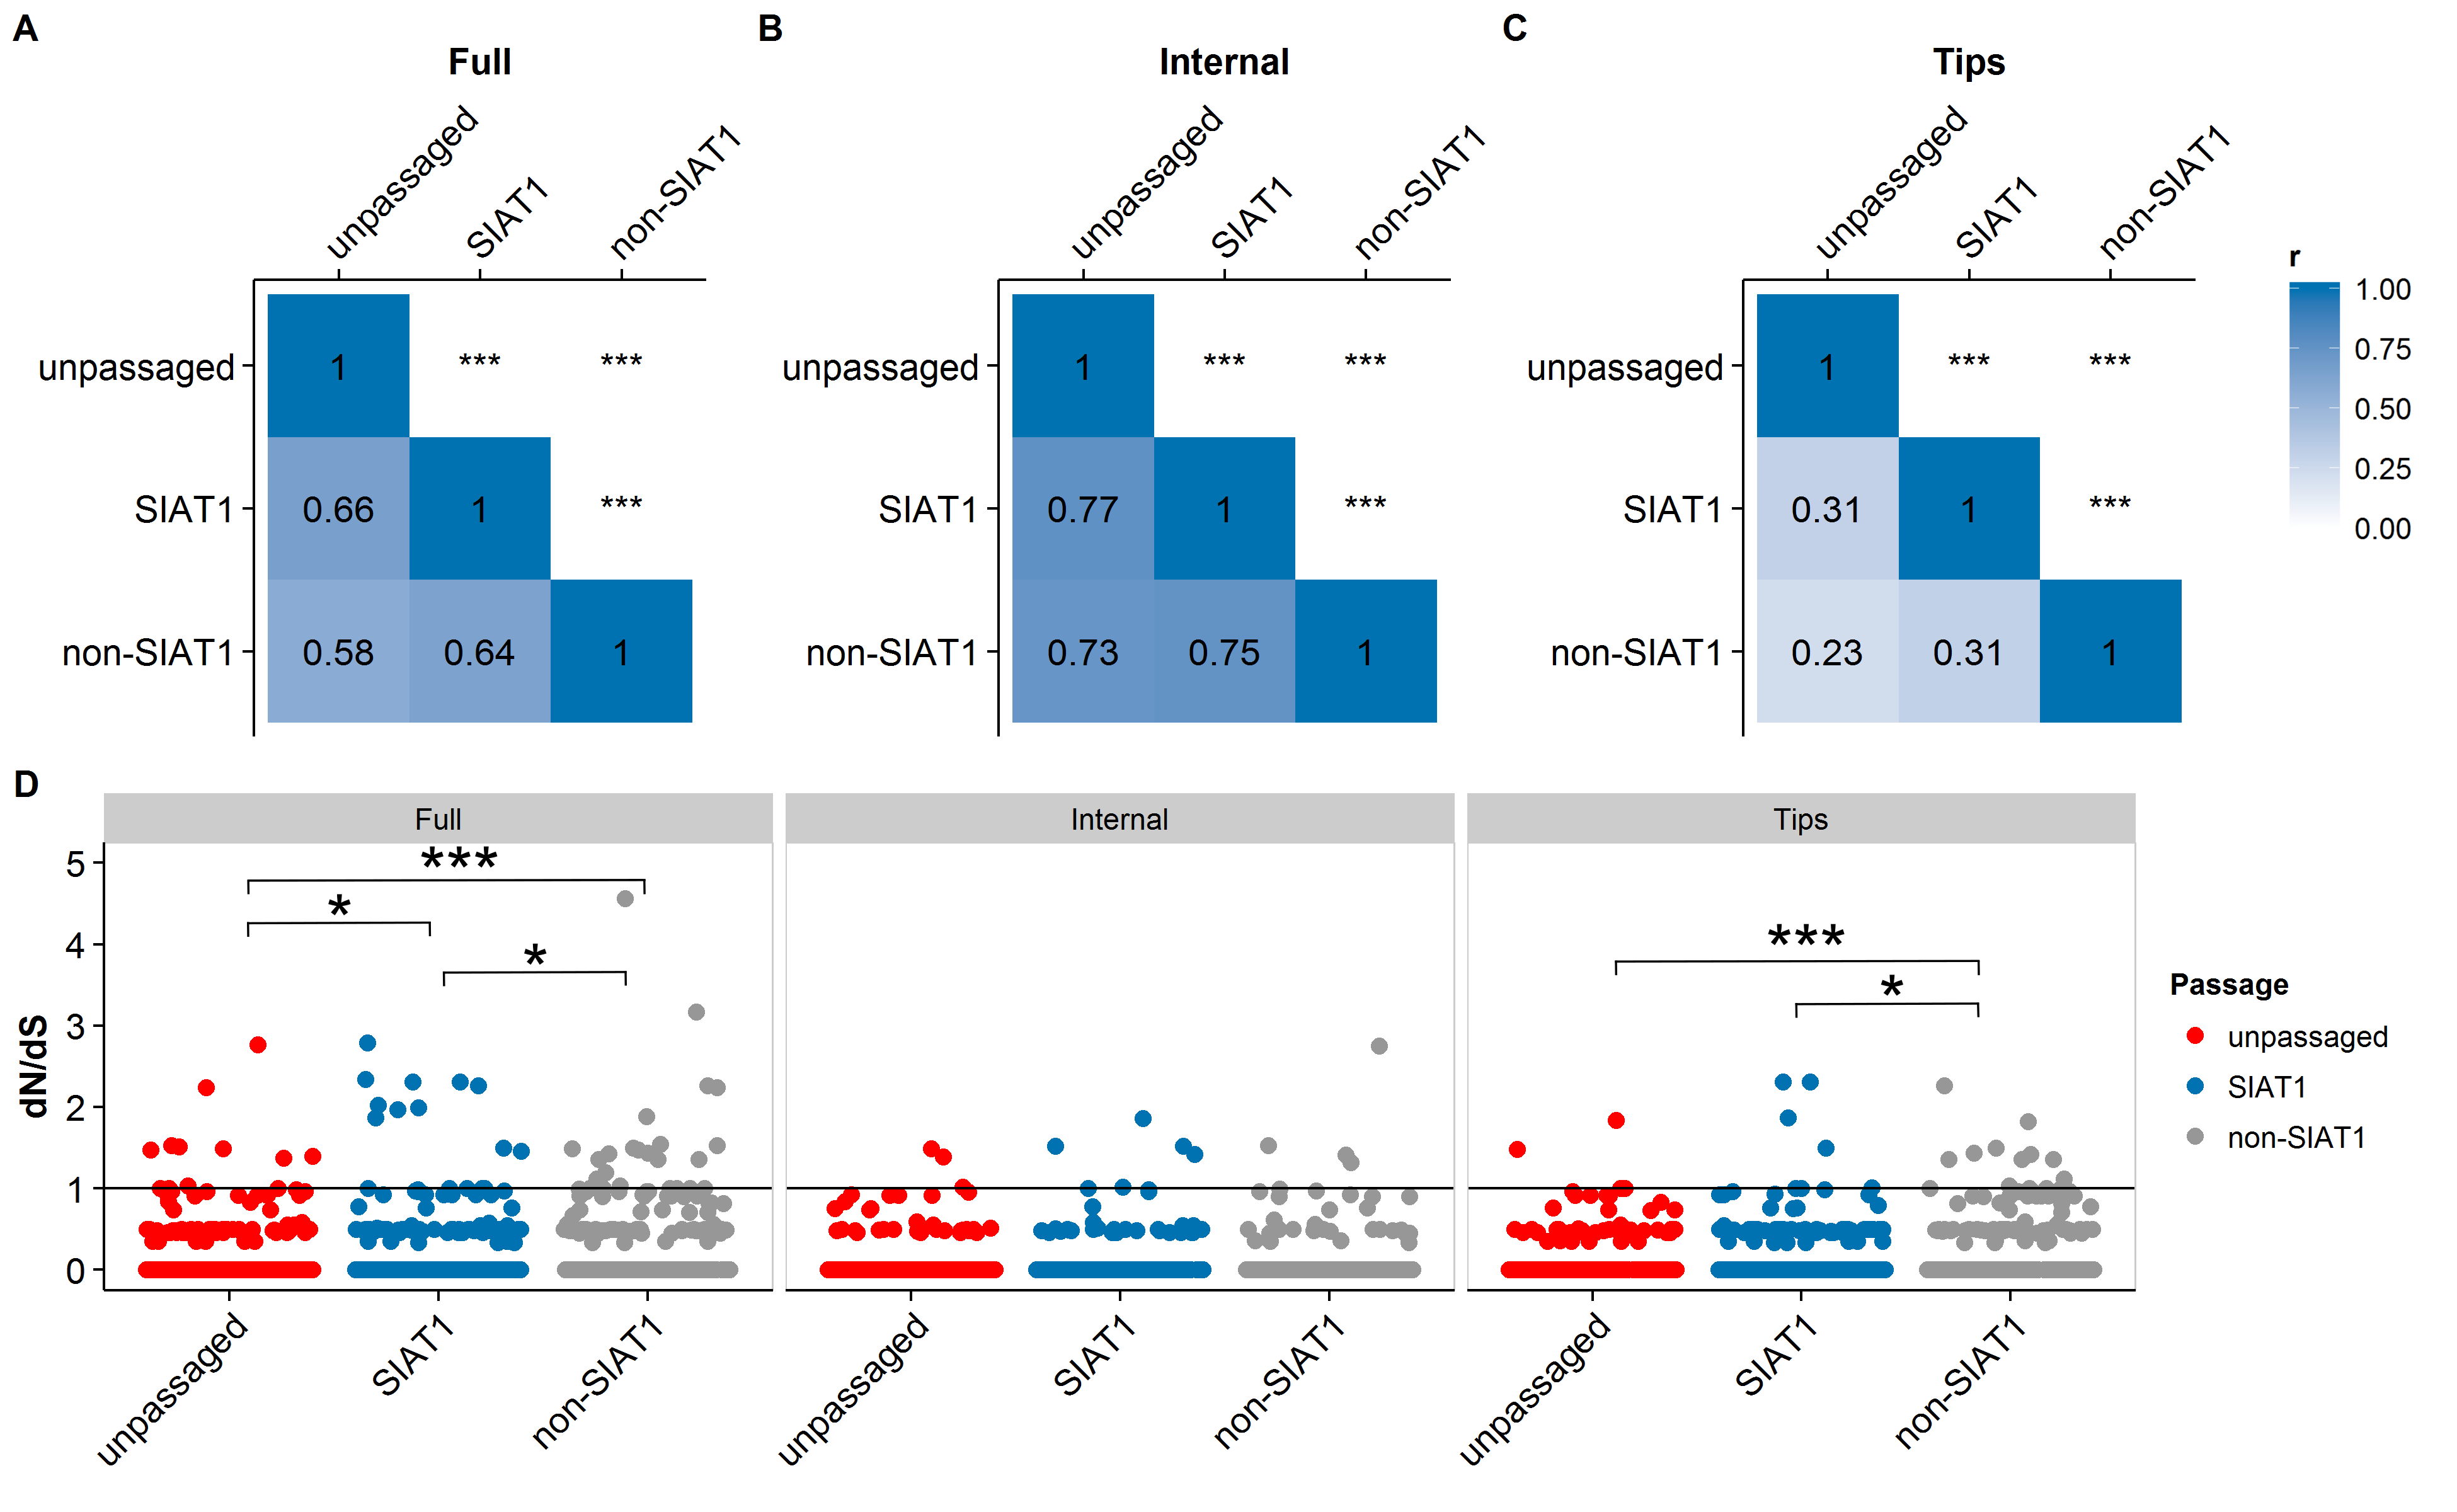 A
Full
unpassaged
SIAT1
non-SIAT1
unpassaged 1 *** ***
SIAT1 0.66 1 ***
non-SIAT1 0.58 0.64 1
B
Internal
unpassaged
SIAT1
non-SIAT1
unpassaged 1 *** ***
SIAT1 0.77 1 ***
non-SIAT1 0.73 0.75 1
C
Tips
unpassaged
SIAT1
non-SIAT1
unpassaged 1 *** ***
SIAT1 0.31 1 ***
non-SIAT1 0.23 0.31 1
r
1.00
0.75
0.50
0.25
0.00
D
Full
Internal
Tips
dN/dS
5
4
3
2
1
0
***
*
*
***
*
unpassaged
SIAT1
non-SIAT1
unpassaged
SIAT1
non-SIAT1
unpassaged
SIAT1
non-SIAT1
Passage
unpassaged
SIAT1
non-SIAT1